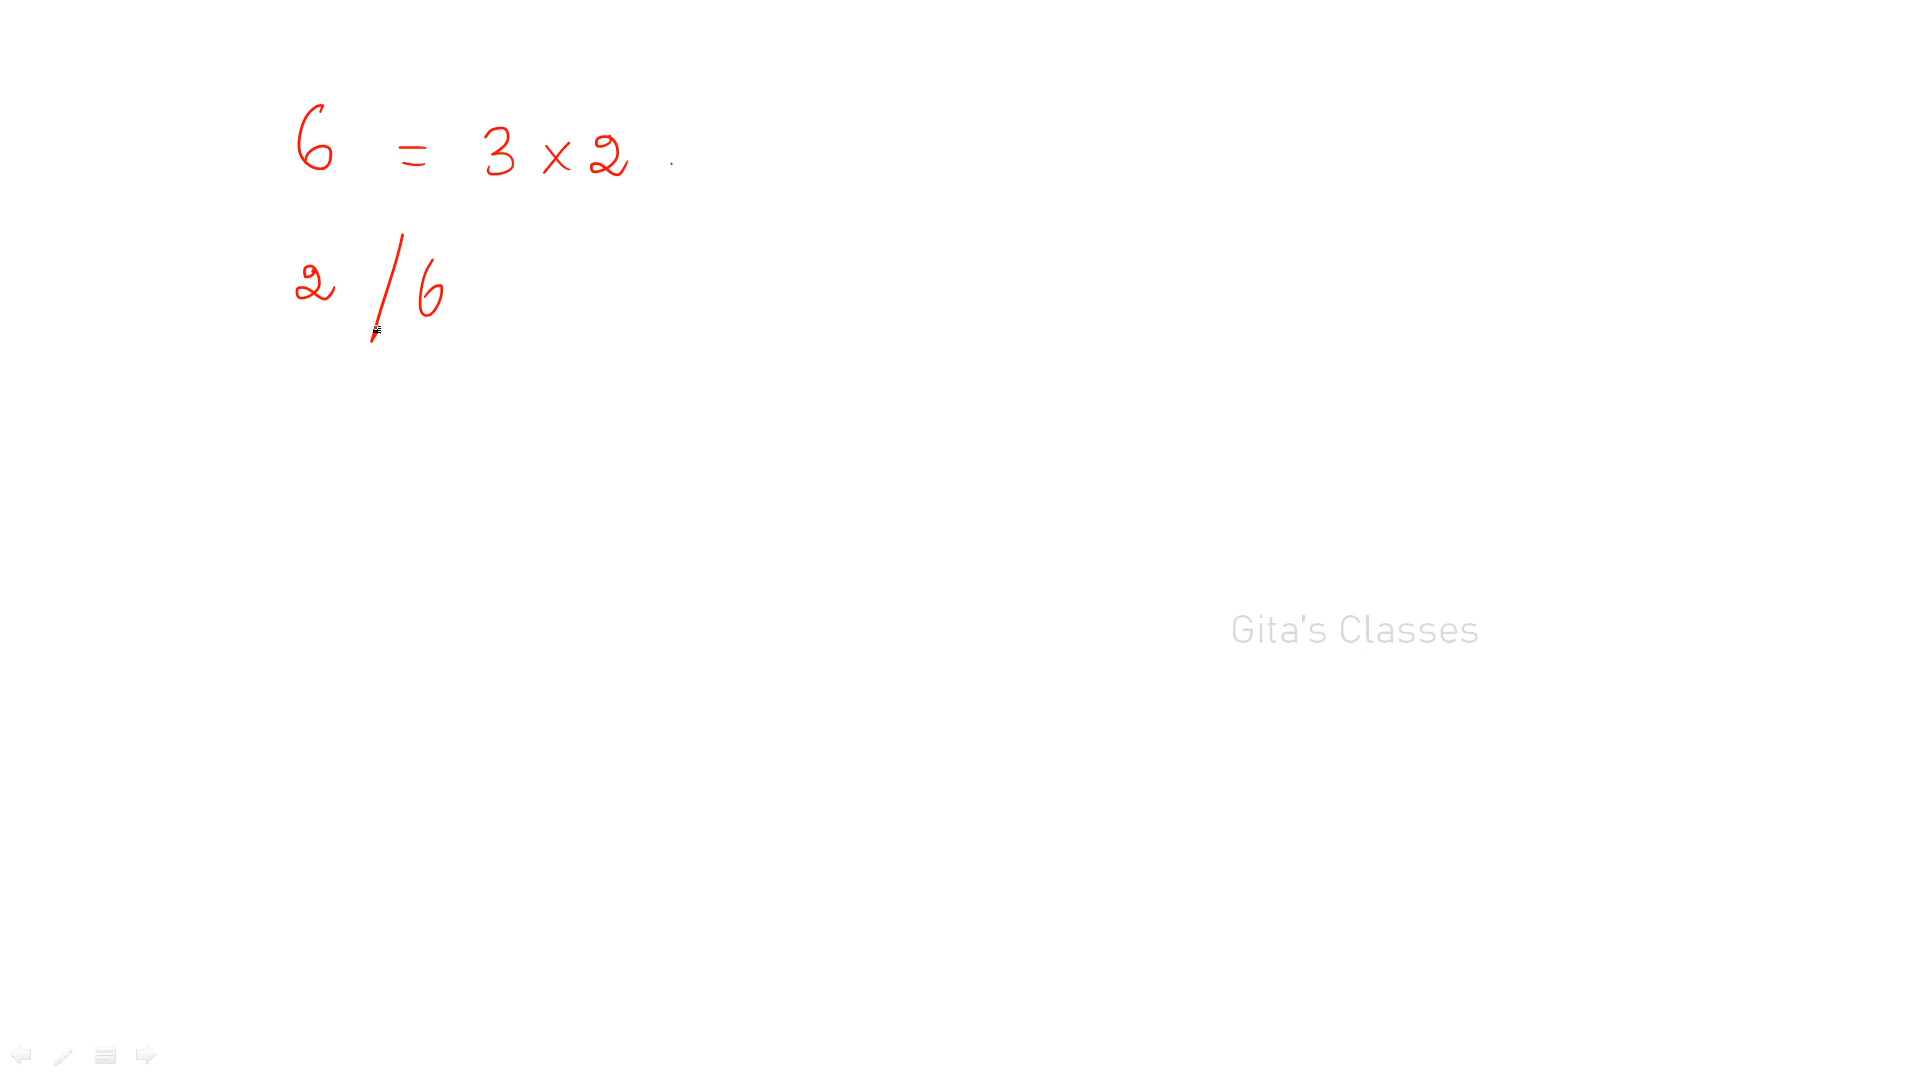 6 = 3 × 2 .
2 / 6
Gita's Classes